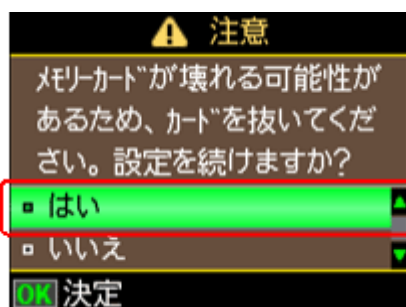 注意
ﾒﾓﾘｰｶｰﾄﾞが壊れる可能性が
あるため、ｶｰﾄﾞを抜いてくだ
さい。設定を続けますか?
はい
いいえ
OK 決定